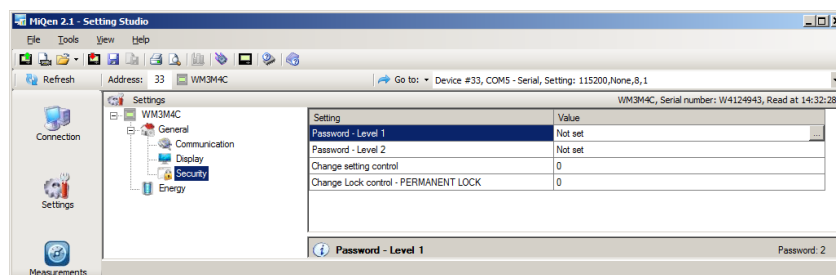 MiQen 2.1 - Setting Studio
File Tools View Help
Refresh Address: 33 WM3M4C Go to: Device #33, COM5 - Serial, Setting: 115200,None,8,1
Settings WM3M4C, Serial number: W4124943, Read at 14:32:28
WM3M4C
General
Communication
Display
Security
Energy
Setting Value
Password - Level 1 Not set ...
Password - Level 2 Not set
Change setting control 0
Change Lock control - PERMANENT LOCK 0
Connection
Settings
Measurements
Password - Level 1 Password: 2